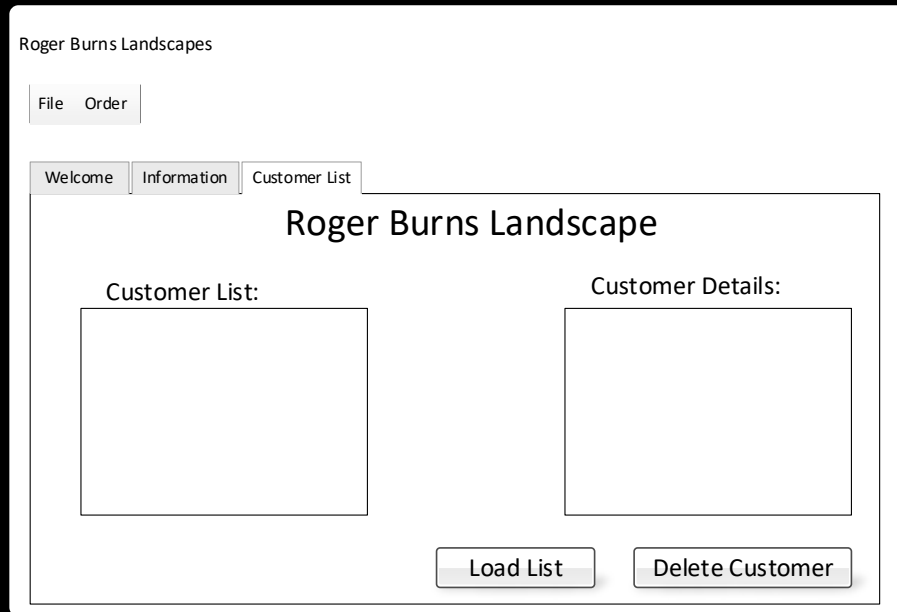 Roger Burns Landscapes
File Order
Welcome Information Customer List
Roger Burns Landscape
Customer List:
Customer Details:
Load List Delete Customer